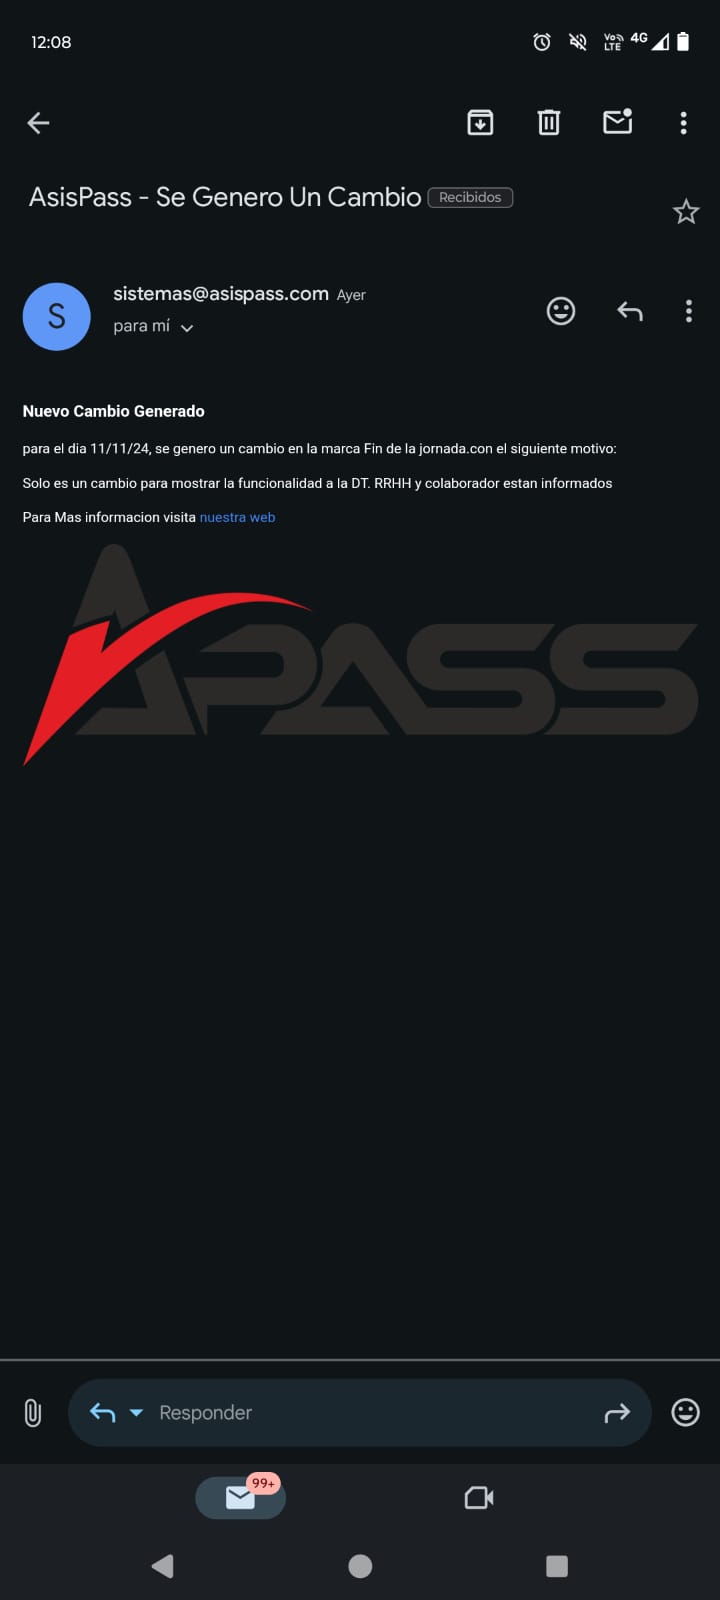 12:08
Vo)) LTE 4G
AsisPass - Se Genero Un Cambio Recibidos
S
sistemas@asispass.com Ayer
para mí
Nuevo Cambio Generado
para el dia 11/11/24, se genero un cambio en la marca Fin de la jornada.con el siguiente motivo:
Solo es un cambio para mostrar la funcionalidad a la DT. RRHH y colaborador estan informados
Para Mas informacion visita nuestra web
APASS
Responder
99+